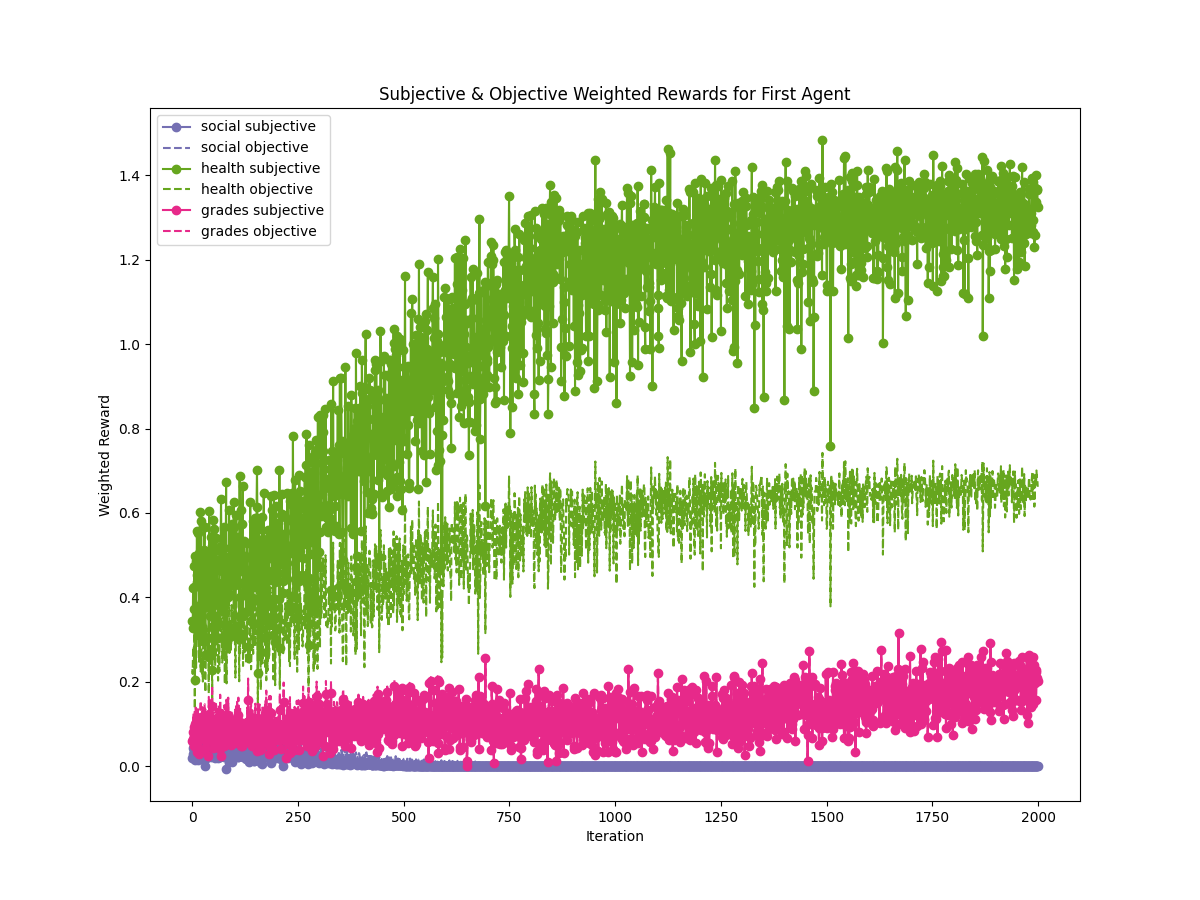 Subjective & Objective Weighted Rewards for First Agent
social subjective
social objective
health subjective
health objective
grades subjective
grades objective
Weighted Reward
1.4
1.2
1.0
0.8
0.6
0.4
0.2
0.0
0
250
500
750
1000
1250
1500
1750
2000
Iteration